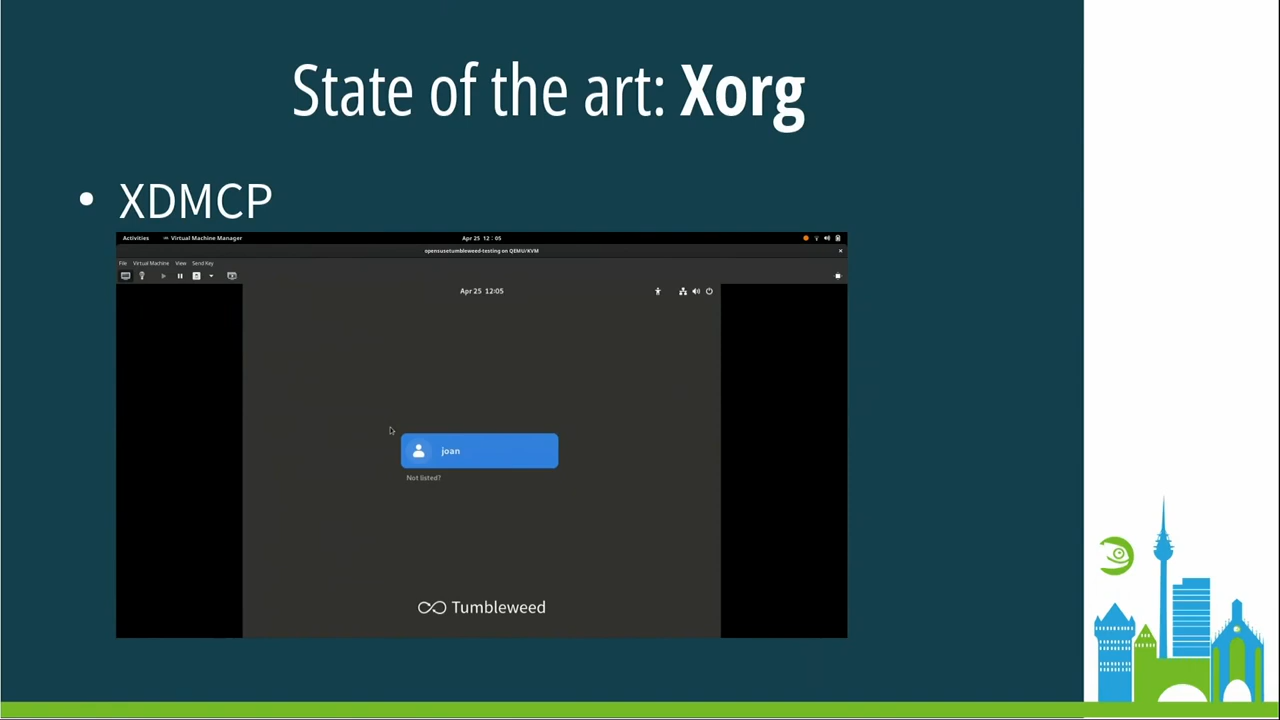 State of the art: Xorg
• XDMCP
Activities Virtual Machine Manager Apr 25 12:05
opensusetumbleweed-testing on QEMU/KVM
File Virtual Machine View Send Key
Apr 25 12:05
joan
Not listed?
Tumbleweed